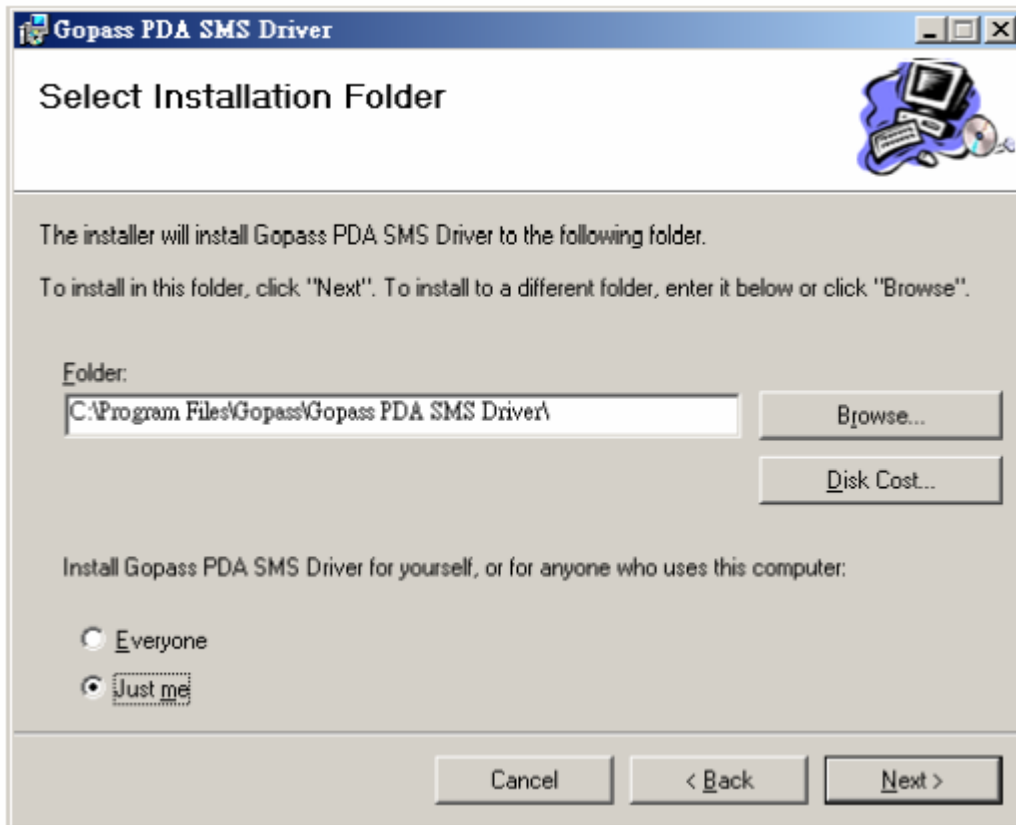 Gopass PDA SMS Driver
Select Installation Folder
The installer will install Gopass PDA SMS Driver to the following folder.
To install in this folder, click "Next". To install to a different folder, enter it below or click "Browse".
Folder:
C:\Program Files\Gopass\Gopass PDA SMS Driver\
Browse...
Disk Cost...
Install Gopass PDA SMS Driver for yourself, or for anyone who uses this computer:
Everyone
Just me
Cancel
< Back
Next >